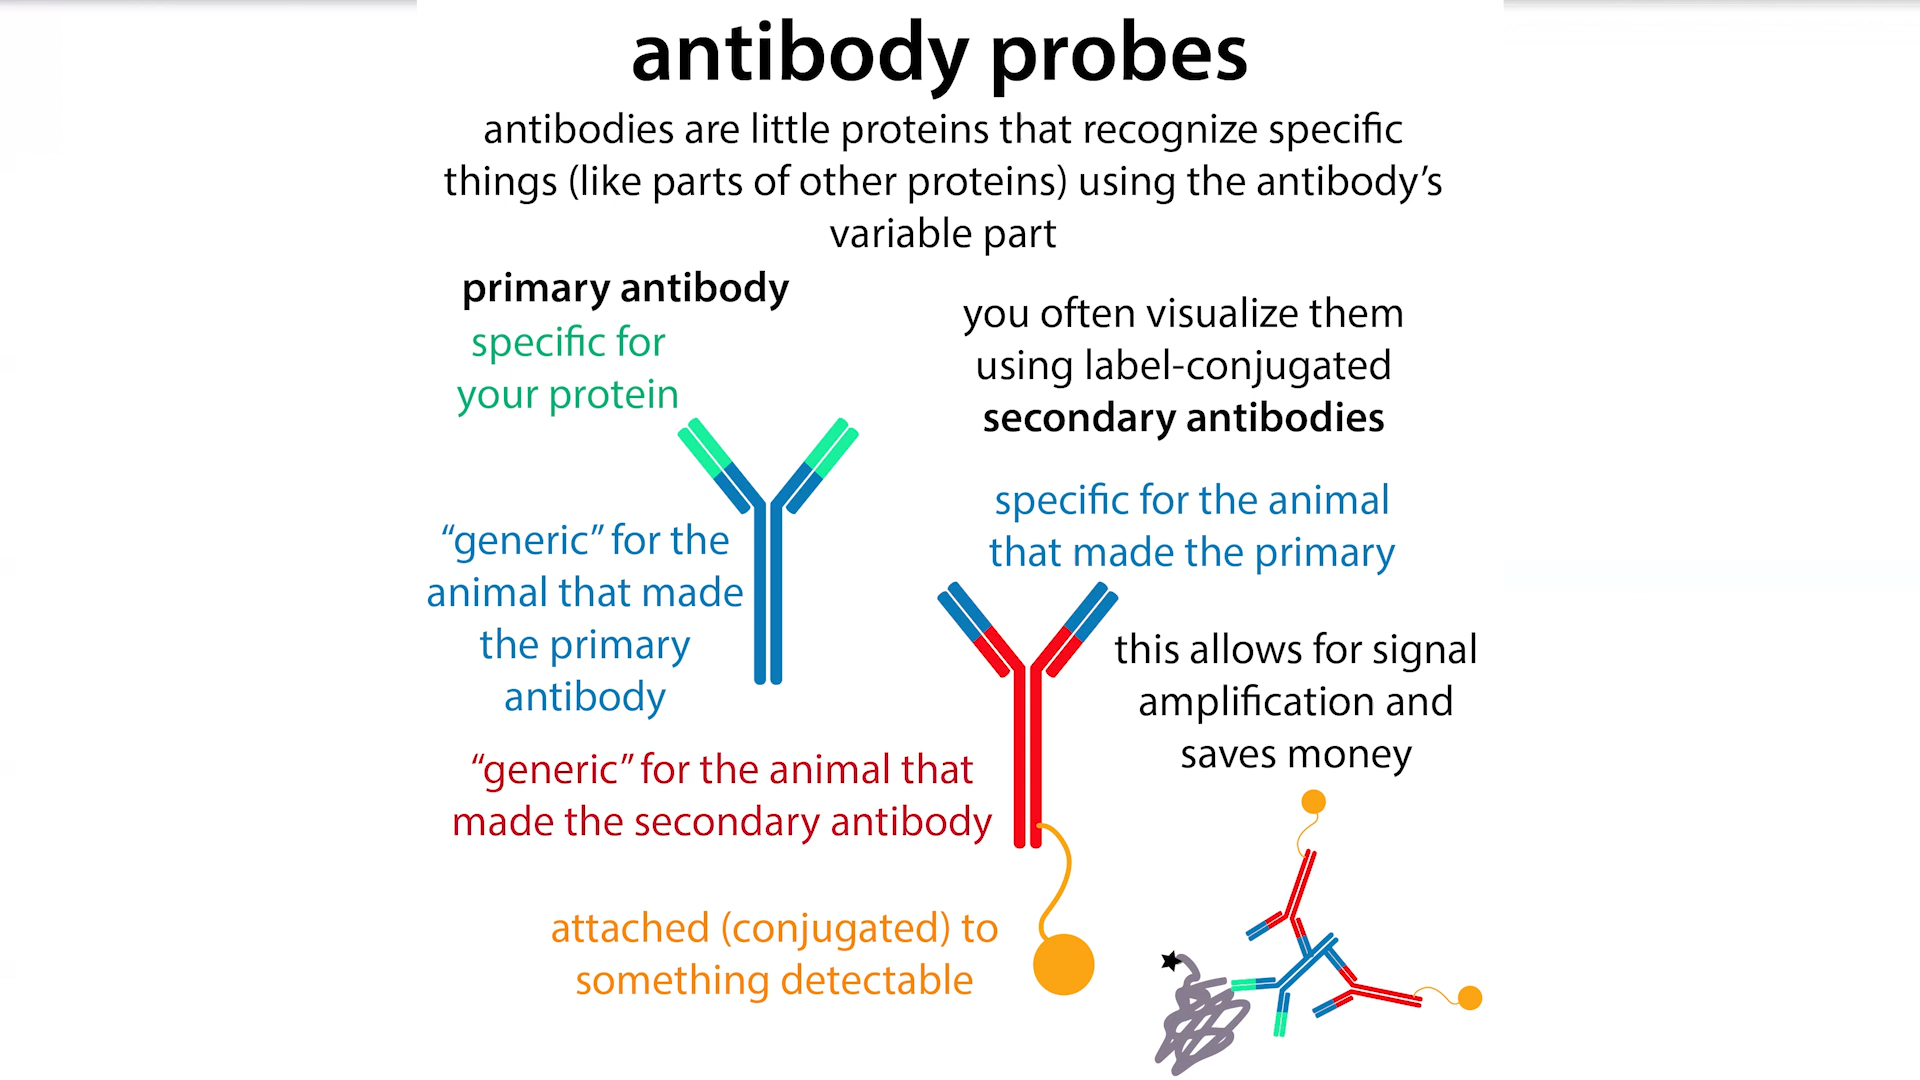 antibody probes
antibodies are little proteins that recognize specific
things (like parts of other proteins) using the antibody’s
variable part
primary antibody
specific for
your protein
“generic” for the
animal that made
the primary
antibody
you often visualize them
using label-conjugated
secondary antibodies
specific for the animal
that made the primary
this allows for signal
amplification and
saves money
“generic” for the animal that
made the secondary antibody
attached (conjugated) to
something detectable